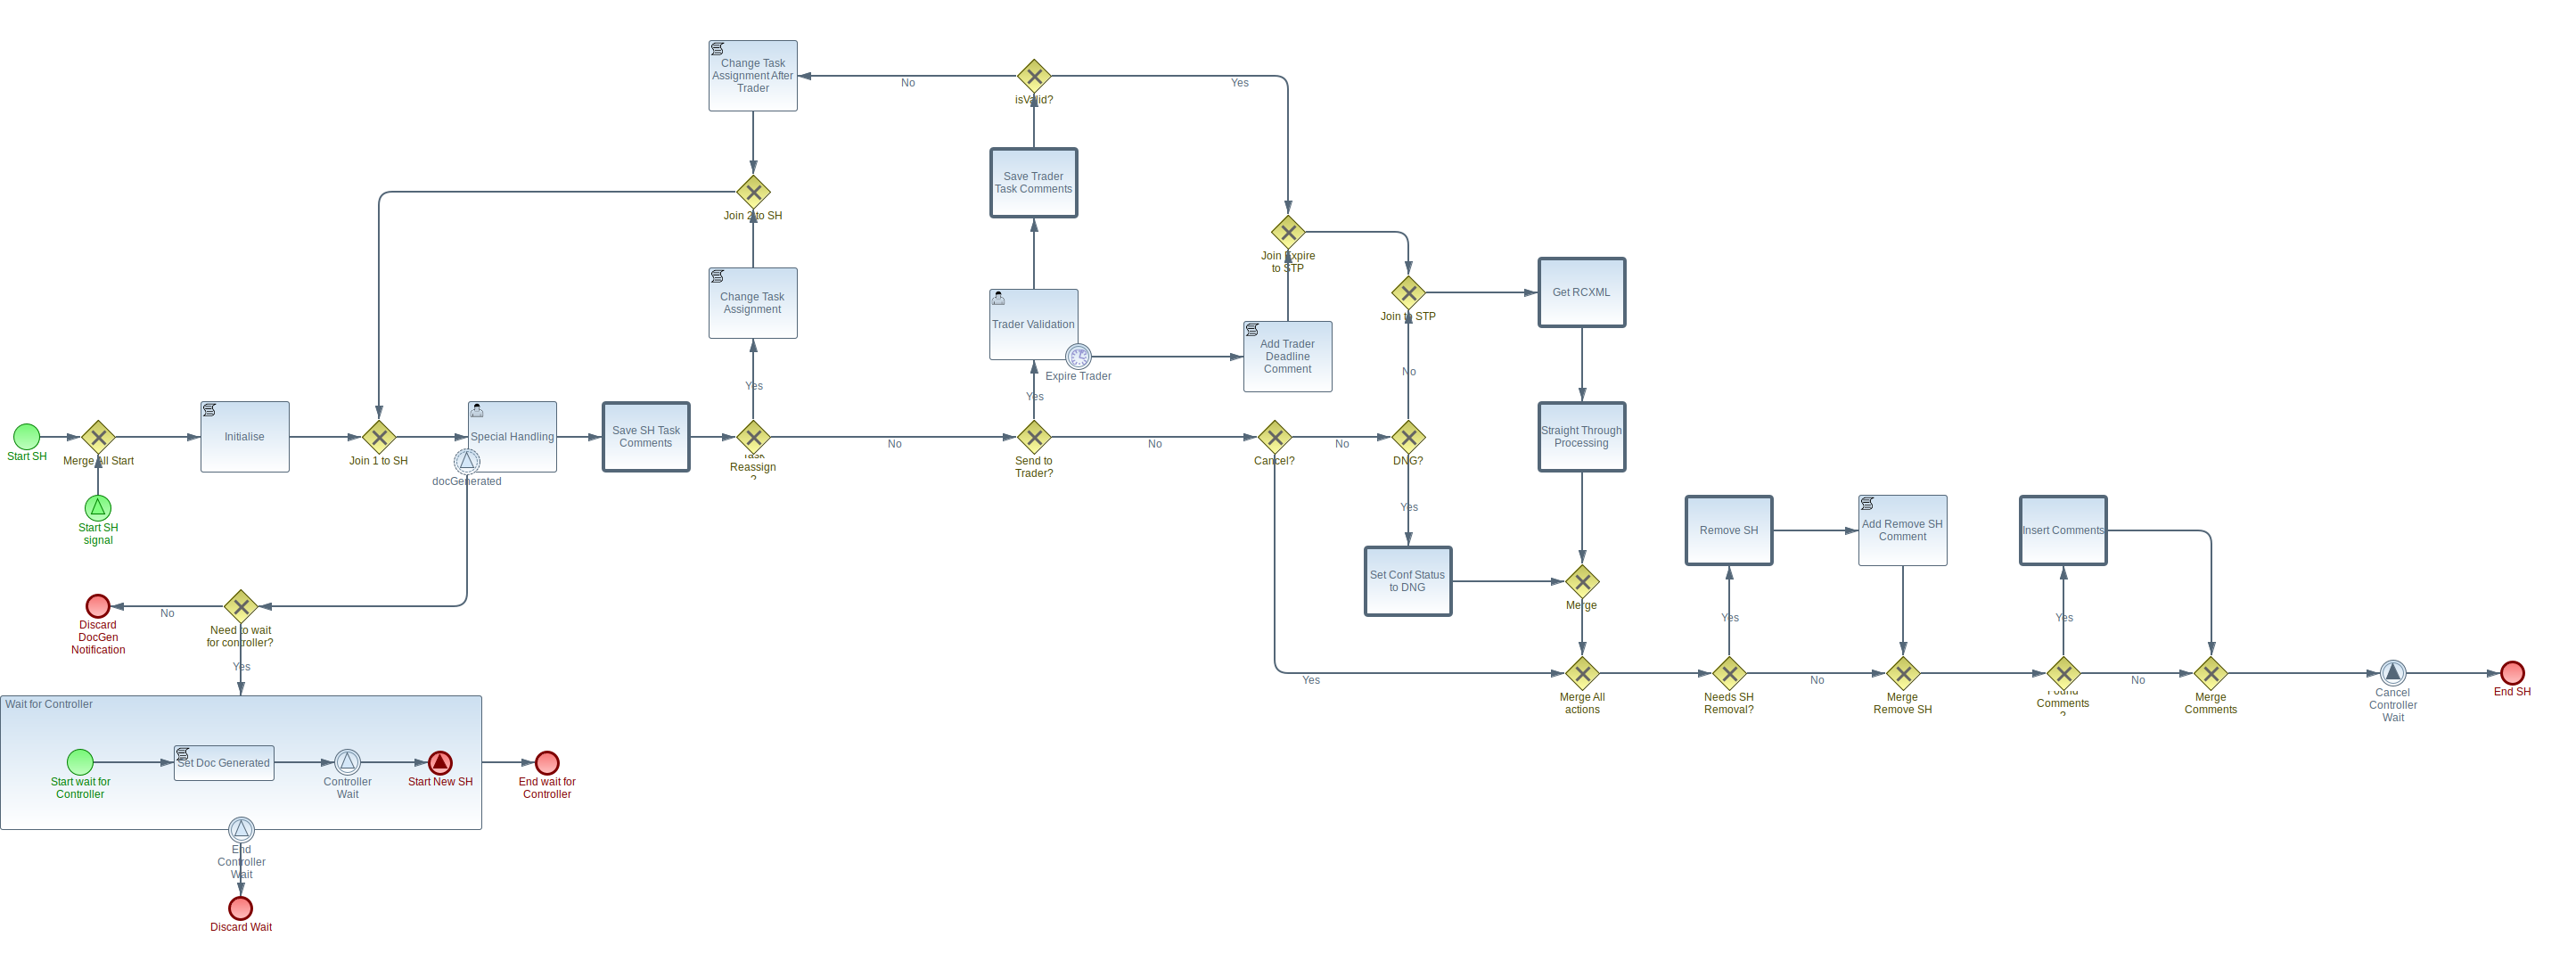 Change Task
Assignment After
Trader
No
isValid?
Yes
Save Trader
Task Comments
Join 2 to SH
Join Expire
to STP
Change Task
Assignment
Trader Validation
Expire Trader
Add Trader
Deadline
Comment
Join to STP
Get RCXML
Yes
Yes
No
Start SH
Merge All Start
Initialise
Join 1 to SH
Special Handling
docGenerated
Save SH Task
Comments
Task
Reassign
?
No
Send to
Trader?
No
Cancel?
No
DNG?
Straight Through
Processing
Start SH
signal
Yes
Remove SH
Add Remove SH
Comment
Insert Comments
Set Conf Status
to DNG
Merge
No
Discard
DocGen
Notification
Need to wait
for controller?
Yes
Yes
Yes
Yes
Merge All
actions
Needs SH
Removal?
No
Merge
Remove SH
Found
Comments
?
No
Merge
Comments
Cancel
Controller
Wait
End SH
Wait for Controller
Start wait for
Controller
Set Doc Generated
Controller
Wait
Start New SH
End wait for
Controller
End
Controller
Wait
Discard Wait